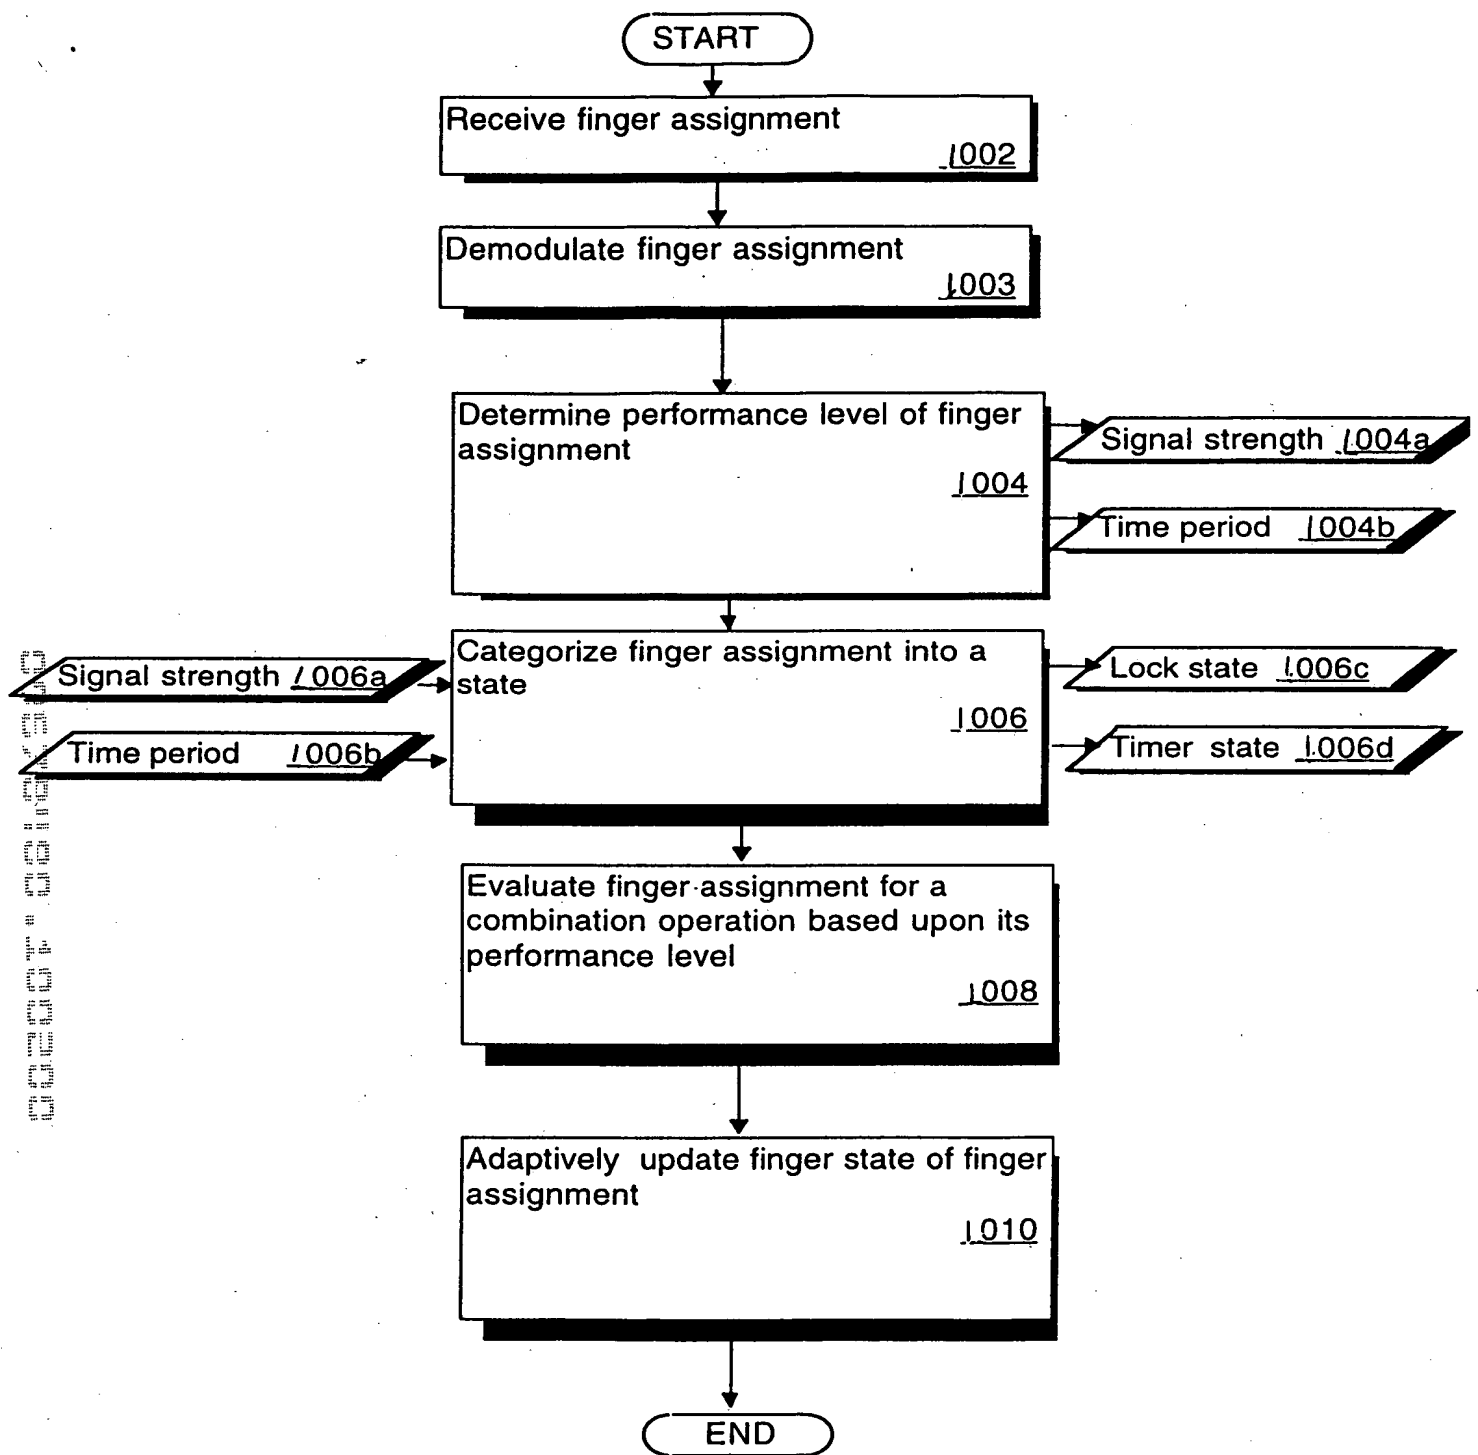 START
Receive finger assignment
1002
Demodulate finger assignment
1003
Determine performance level of finger
assignment
1004
Signal strength 1004a
Time period 1004b
Categorize finger assignment into a
state
1006
Signal strength 1006a
Time period 1006b
Lock state 1006c
Timer state 1006d
Evaluate finger assignment for a
combination operation based upon its
performance level
1008
Adaptively update finger state of finger
assignment
1010
END